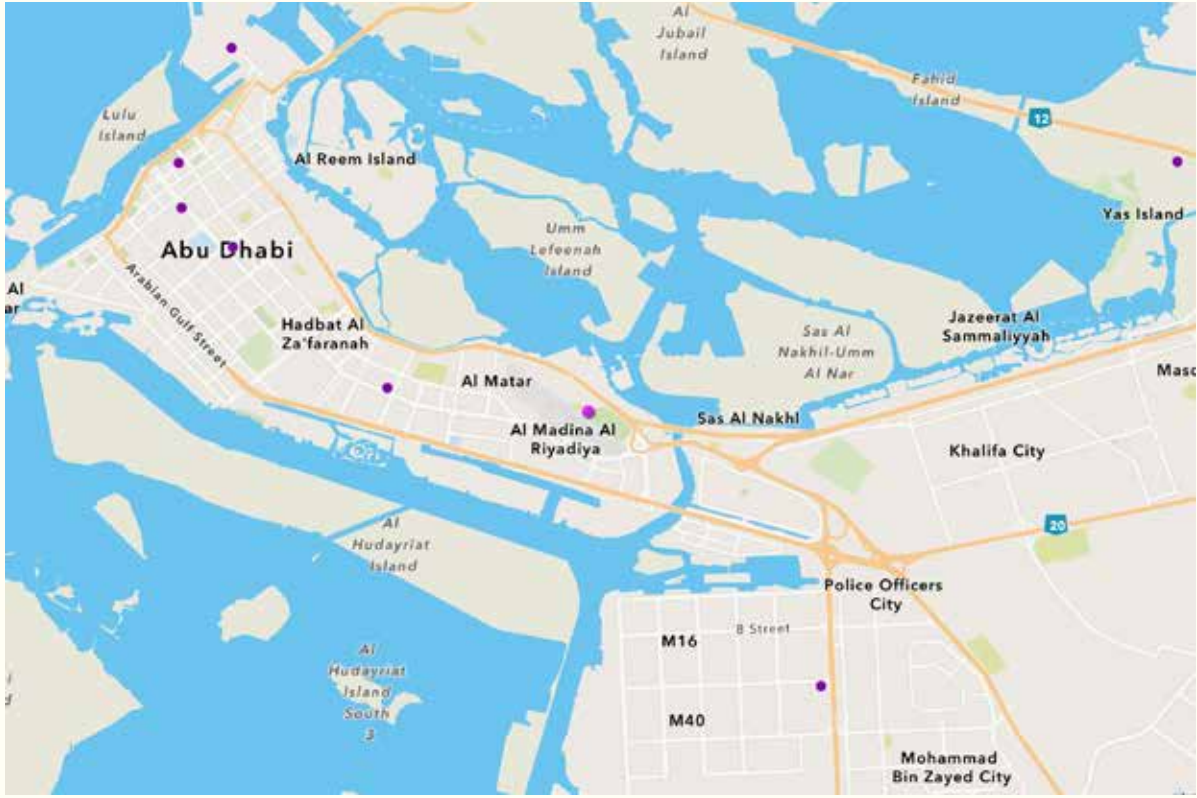 Al
Jubail
Island
Fahid
Island
12
Lulu
Island
Al Reem Island
Yas Island
Umm
Lefeenah
Island
Abu Dhabi
Arabian Gulf Street
Al
ar
Hadbat Al
Za'faranah
Jazeerat Al
Sammaliyyah
Sas Al
Nakhil-Umm
Al Nar
Masd
Al Matar
Sas Al Nakhl
Al Madina Al
Riyadiya
Khalifa City
20
Al
Hudayriat
Island
Police Officers
City
B Street
M16
Al
Hudayriat
Island
South
3
M40
Mohammad
Bin Zayed City